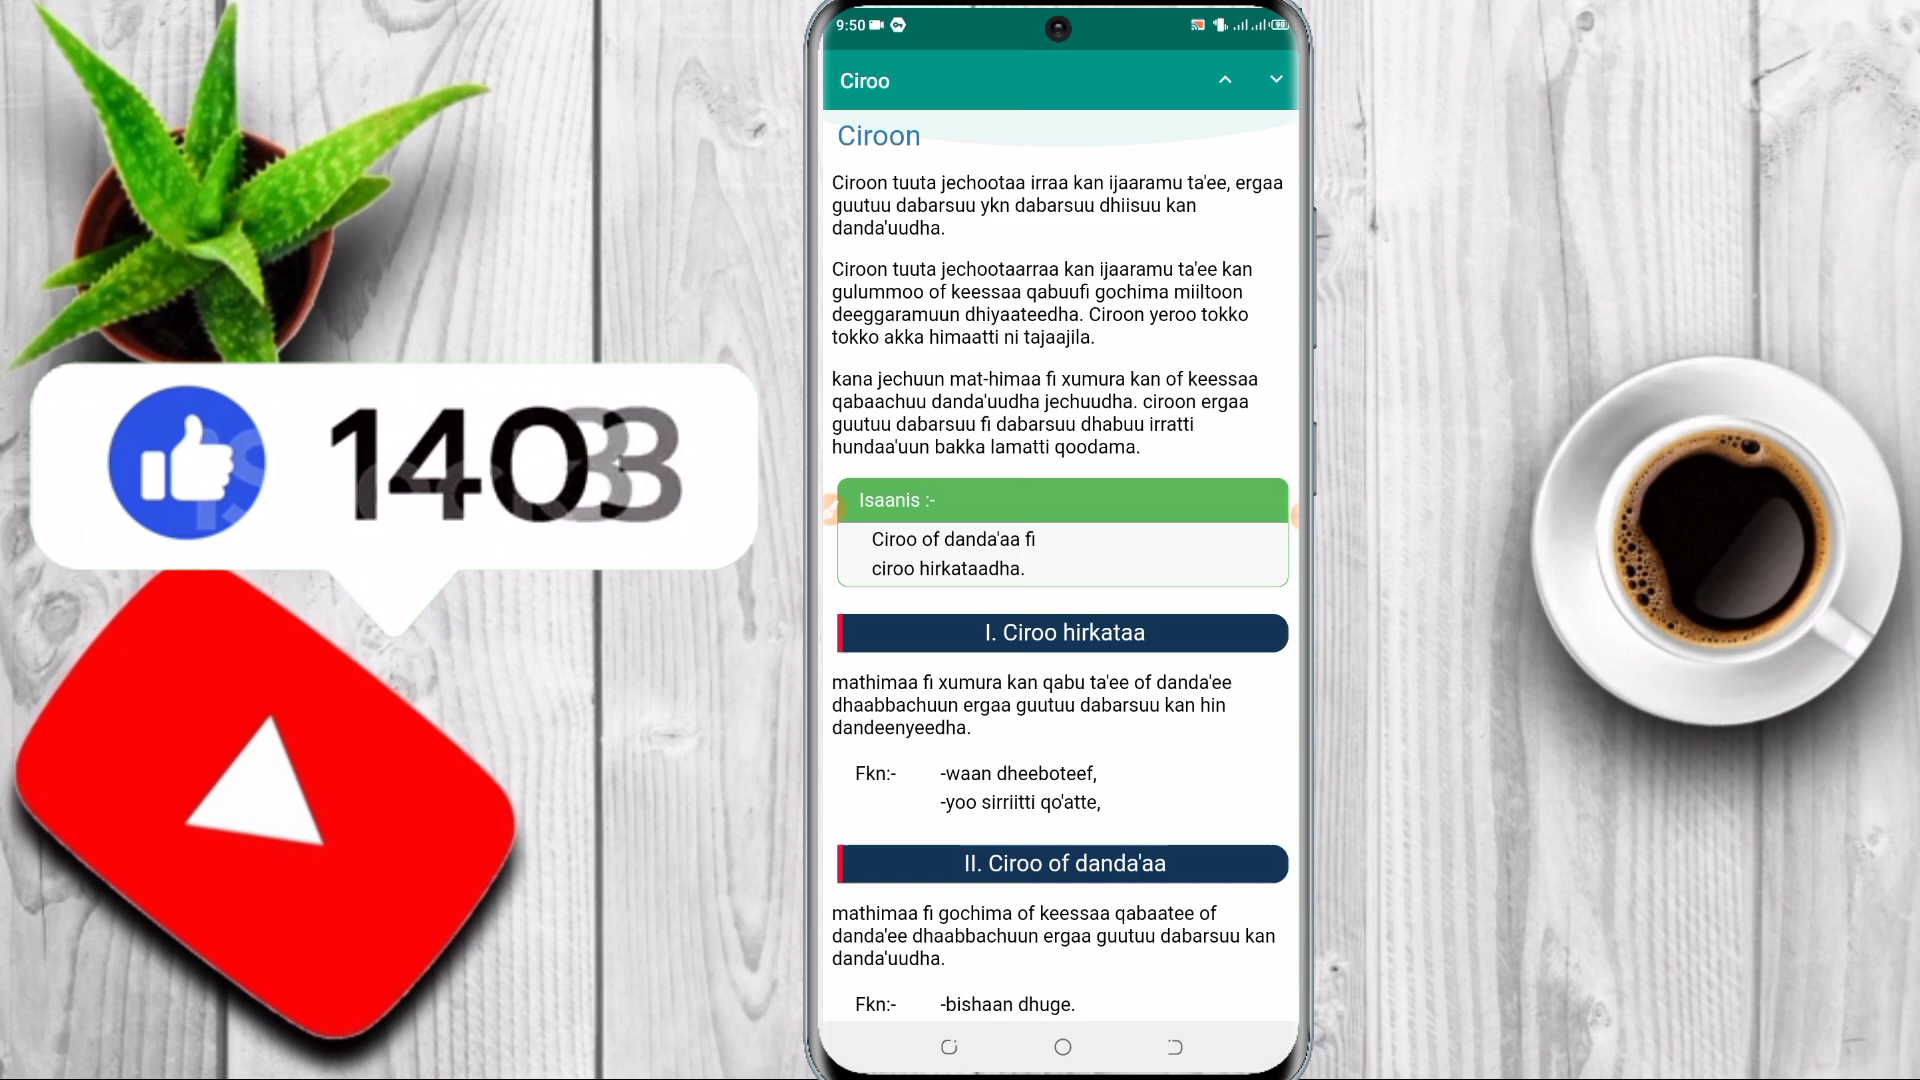 9:50
90
Ciroo
Ciroon
Ciroon tuuta jechootaa irraa kan ijaaramu ta'ee, ergaa
guutuu dabarsuu ykn dabarsuu dhiisuu kan
danda'uudha.
Ciroon tuuta jechootaarraa kan ijaaramu ta'ee kan
gulummoo of keessaa qabuufi gochima miiltoon
deeggaramuun dhiyaateedha. Ciroon yeroo tokko
tokko akka himaatti ni tajaajila.
kana jechuun mat-himaa fi xumura kan of keessaa
qabaachuu danda'uudha jechuudha. ciroon ergaa
guutuu dabarsuu fi dabarsuu dhabuu irratti
hundaa'uun bakka lamatti qoodama.
Isaanis :-
Ciroo of danda'aa fi
ciroo hirkataadha.
I. Ciroo hirkataa
mathimaa fi xumura kan qabu ta'ee of danda'ee
dhaabbachuun ergaa guutuu dabarsuu kan hin
dandeenyeedha.
Fkn:- -waan dheeboteef,
-yoo sirriitti qo'atte,
II. Ciroo of danda'aa
mathimaa fi gochima of keessaa qabaatee of
danda'ee dhaabbachuun ergaa guutuu dabarsuu kan
danda'uudha.
Fkn:- -bishaan dhuge.